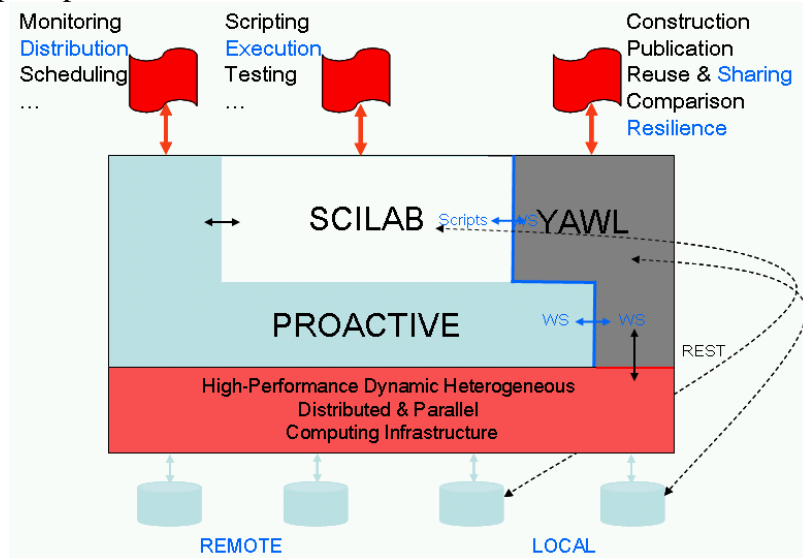 Monitoring
Distribution
Scheduling
...
Scripting
Execution
Testing
...
Construction
Publication
Reuse & Sharing
Comparison
Resilience
SCILAB
Scripts
WS
YAWL
PROACTIVE
WS
WS
REST
High-Performance Dynamic Heterogeneous
Distributed & Parallel
Computing Infrastructure
REMOTE
LOCAL